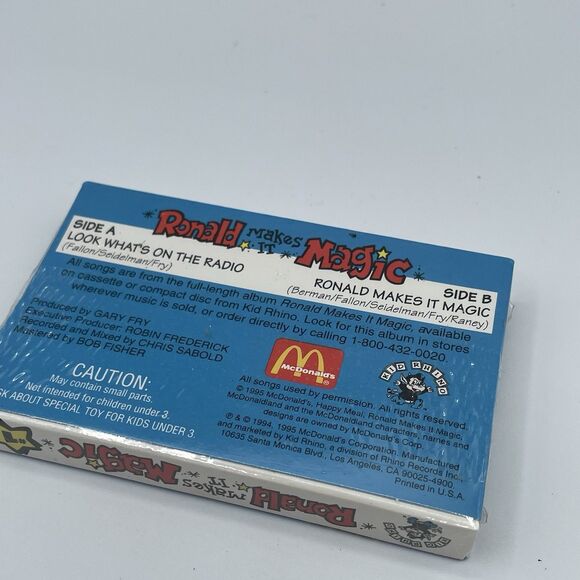 Ronald makes IT Magic
SIDE A
LOOK WHAT'S ON THE RADIO
(Fallon/Seidelman/Fry)
SIDE B
RONALD MAKES IT MAGIC
(Berman/Fallon/Seidelman/Fry/Raney)
All songs are from the full-length album Ronald Makes It Magic, available
on cassette or compact disc from Kid Rhino. Look for this album in stores
wherever music is sold, or order directly by calling 1-800-432-0020.
Produced by GARY FRY
Executive Producer: ROBIN FREDERICK
Recorded and Mixed by CHRIS SABOLD
Mastered by BOB FISHER
CAUTION:
May contain small parts.
Not intended for children under 3.
ASK ABOUT SPECIAL TOY FOR KIDS UNDER 3.
McDonald's
KID RHINO
All songs used by permission. All rights reserved.
© 1995 McDonald's, Happy Meal, Ronald Makes It Magic,
McDonaldland and the McDonaldland characters, names and
designs are owned by McDonald's Corp.
℗ & © 1994, 1995 McDonald's Corporation. Manufactured
and marketed by Kid Rhino, a division of Rhino Records Inc.,
10635 Santa Monica Blvd., Los Angeles, CA 90025-4900.
Printed in U.S.A.
Ronald makes IT Magic